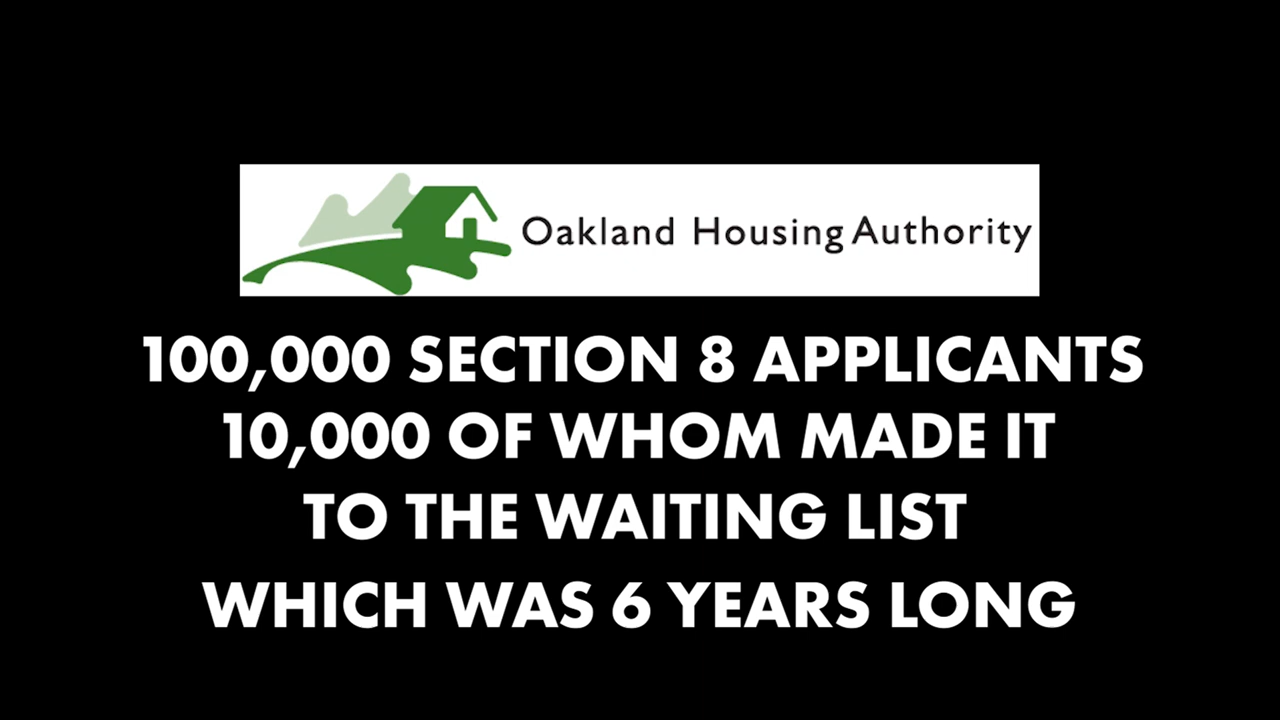 Oakland Housing Authority
100,000 SECTION 8 APPLICANTS
10,000 OF WHOM MADE IT
TO THE WAITING LIST
WHICH WAS 6 YEARS LONG